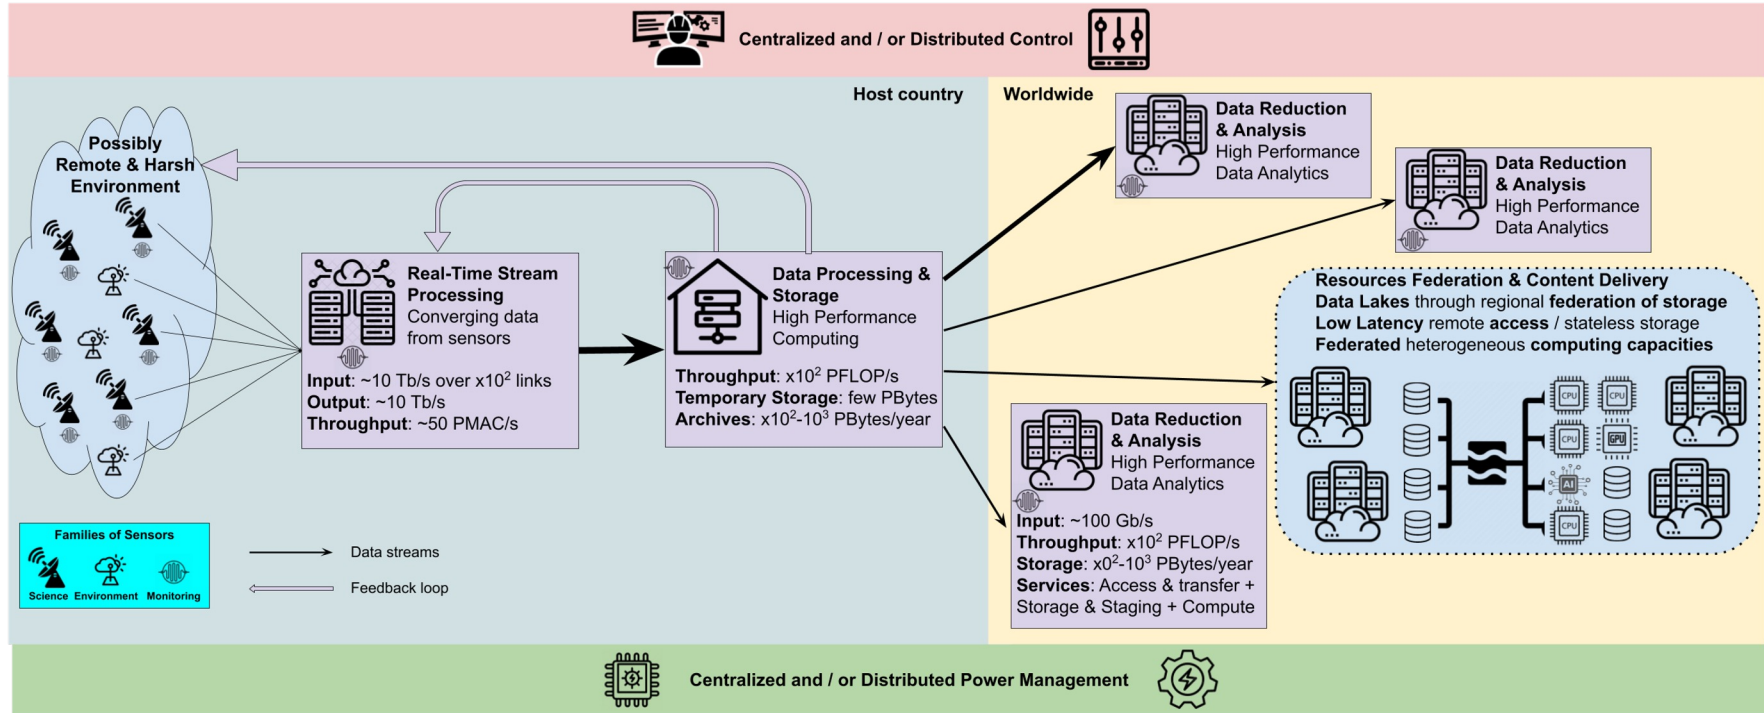 Centralized and / or Distributed Control
Host country
Worldwide
Possibly
Remote & Harsh
Environment
Real-Time Stream
Processing
Converging data
from sensors
Input: ~10 Tb/s over x10² links
Output: ~10 Tb/s
Throughput: ~50 PMAC/s
Data Processing &
Storage
High Performance
Computing
Throughput: x10² PFLOP/s
Temporary Storage: few PBytes
Archives: x10²-10³ PBytes/year
Data Reduction
& Analysis
High Performance
Data Analytics
Data Reduction
& Analysis
High Performance
Data Analytics
Resources Federation & Content Delivery
Data Lakes through regional federation of storage
Low Latency remote access / stateless storage
Federated heterogeneous computing capacities
CPU
CPU
CPU
GPU
AI
CPU
Data Reduction
& Analysis
High Performance
Data Analytics
Input: ~100 Gb/s
Throughput: x10² PFLOP/s
Storage: x0²-10³ PBytes/year
Services: Access & transfer +
Storage & Staging + Compute
Families of Sensors
Science Environment Monitoring
Data streams
Feedback loop
Centralized and / or Distributed Power Management